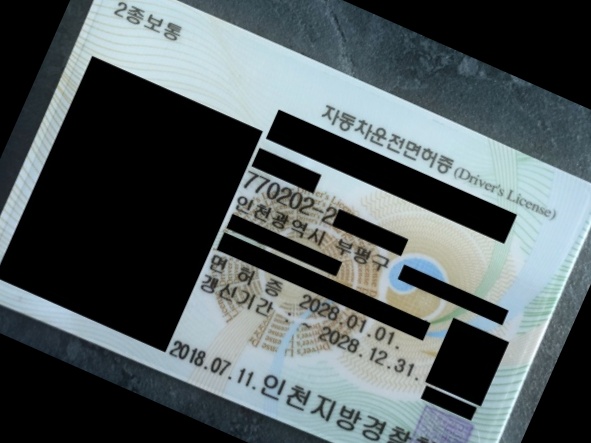 2종보통
자동차운전면허증 (Driver's License)
770202-2
인천광역시 부평구
면 허 증 2028.01.01.
갱신기간 : ~ 2028.12.31.
2018.07.11. 인천지방경찰